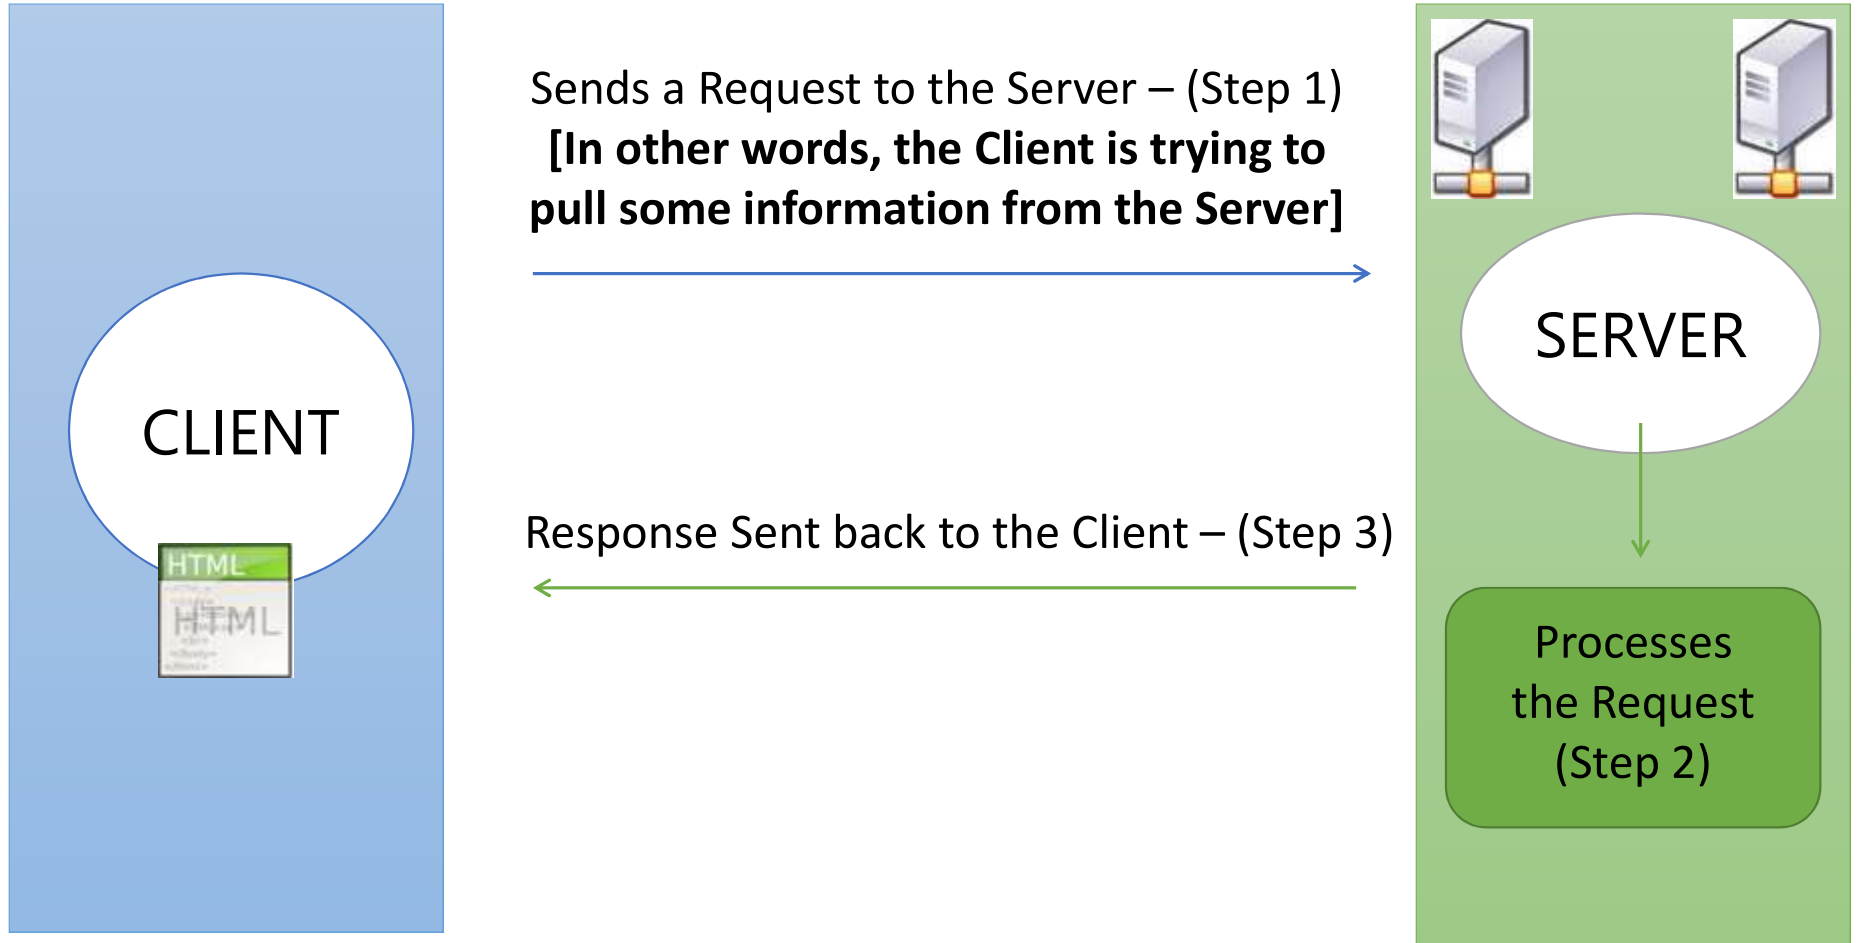 Sends a Request to the Server – (Step 1)
[In other words, the Client is trying to
pull some information from the Server]
CLIENT
HTML
HTML
Response Sent back to the Client – (Step 3)
SERVER
Processes
the Request
(Step 2)